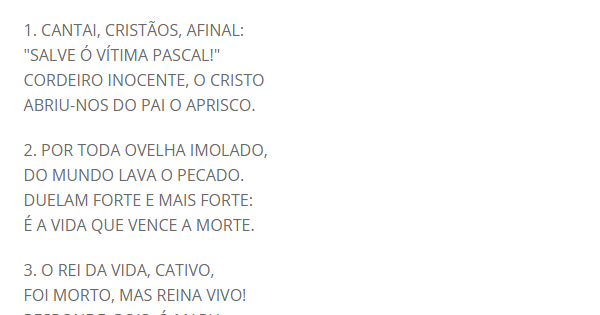 1. CANTAI, CRISTÃOS, AFINAL:
"SALVE Ó VÍTIMA PASCAL!"
CORDEIRO INOCENTE, O CRISTO
ABRIU-NOS DO PAI O APRISCO.
2. POR TODA OVELHA IMOLADO,
DO MUNDO LAVA O PECADO.
DUELAM FORTE E MAIS FORTE:
É A VIDA QUE VENCE A MORTE.
3. O REI DA VIDA, CATIVO,
FOI MORTO, MAS REINA VIVO!